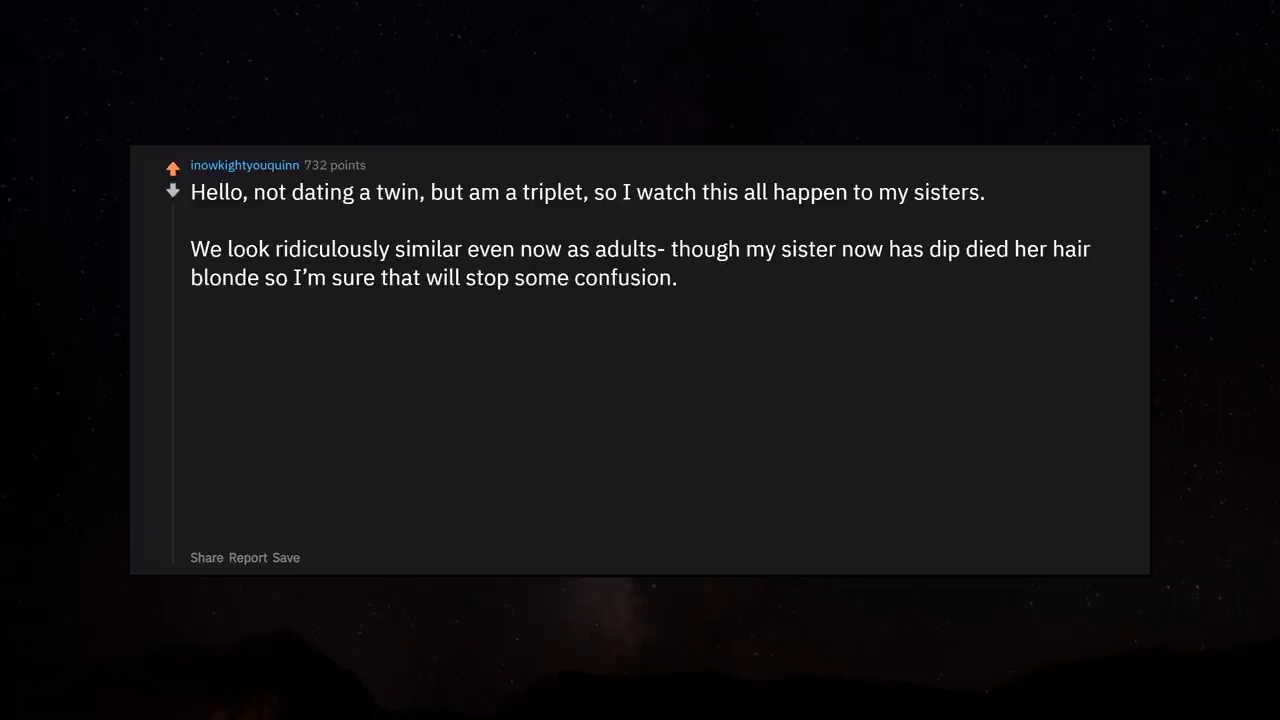 inowkightyouquinn 732 points
Hello, not dating a twin, but am a triplet, so I watch this all happen to my sisters.
We look ridiculously similar even now as adults- though my sister now has dip died her hair
blonde so I’m sure that will stop some confusion.
Share Report Save